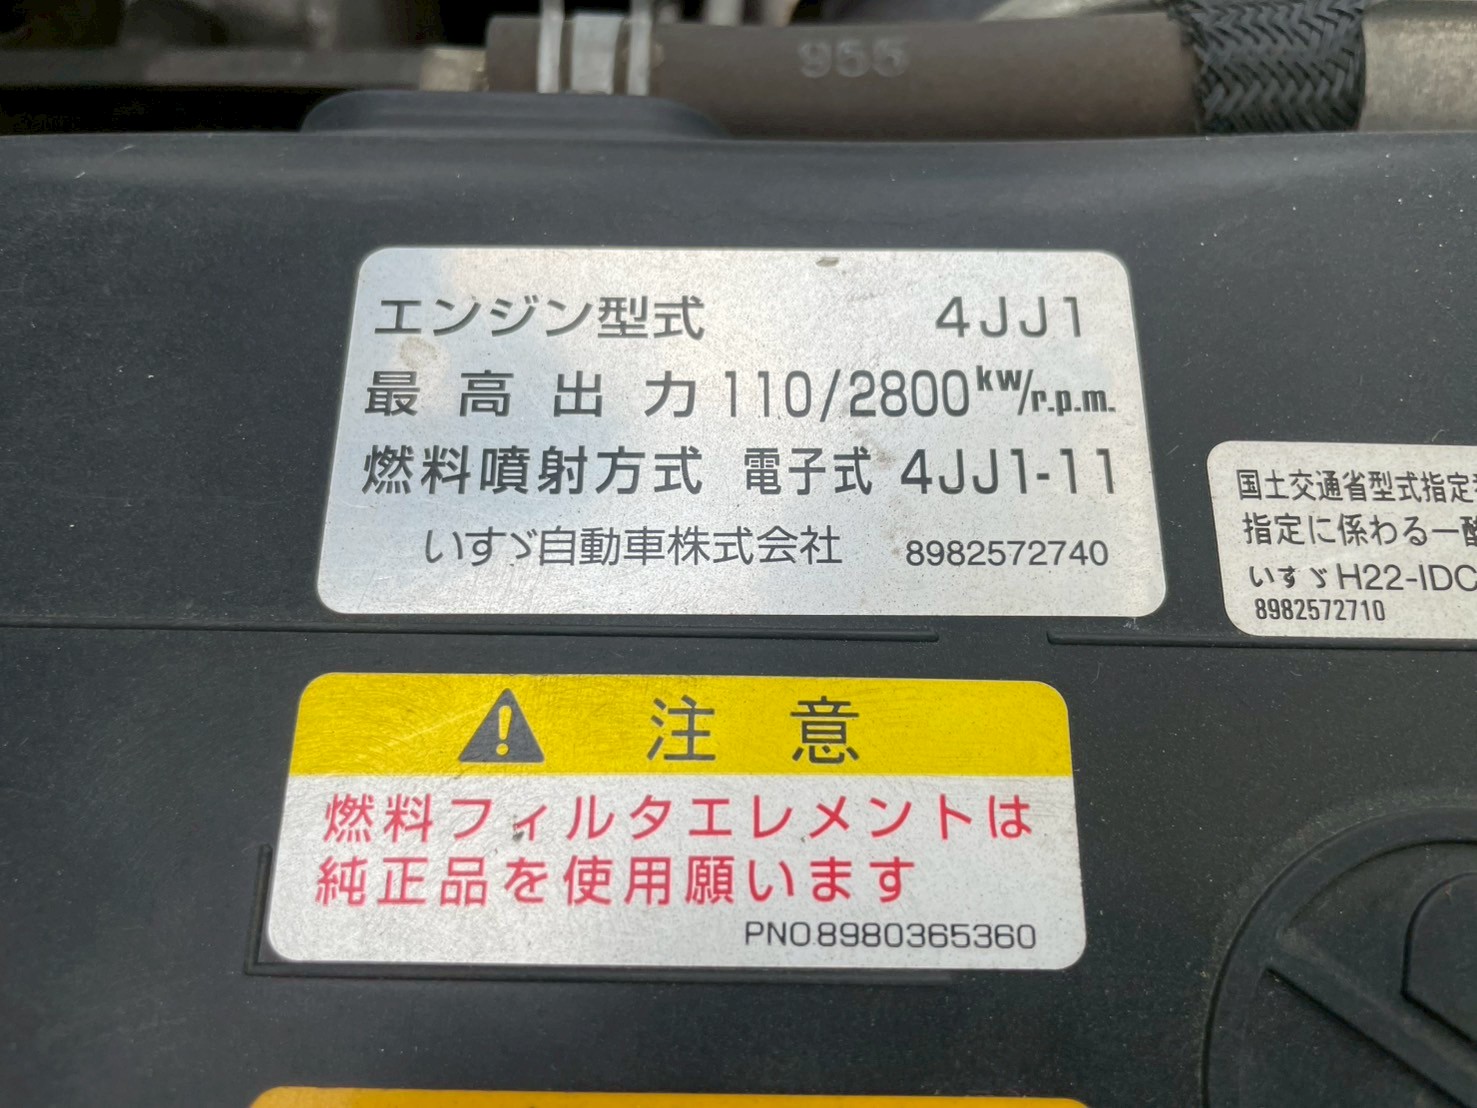 955
エンジン型式 4JJ1
最高出力 110/2800kW/r.p.m.
燃料噴射方式 電子式 4JJ1-11
いすゞ自動車株式会社 8982572740
国土交通省型式指定
指定に係わる一酸
いすゞH22-IDC
8982572710
注意
燃料フィルタエレメントは
純正品を使用願います
PNO.8980365360